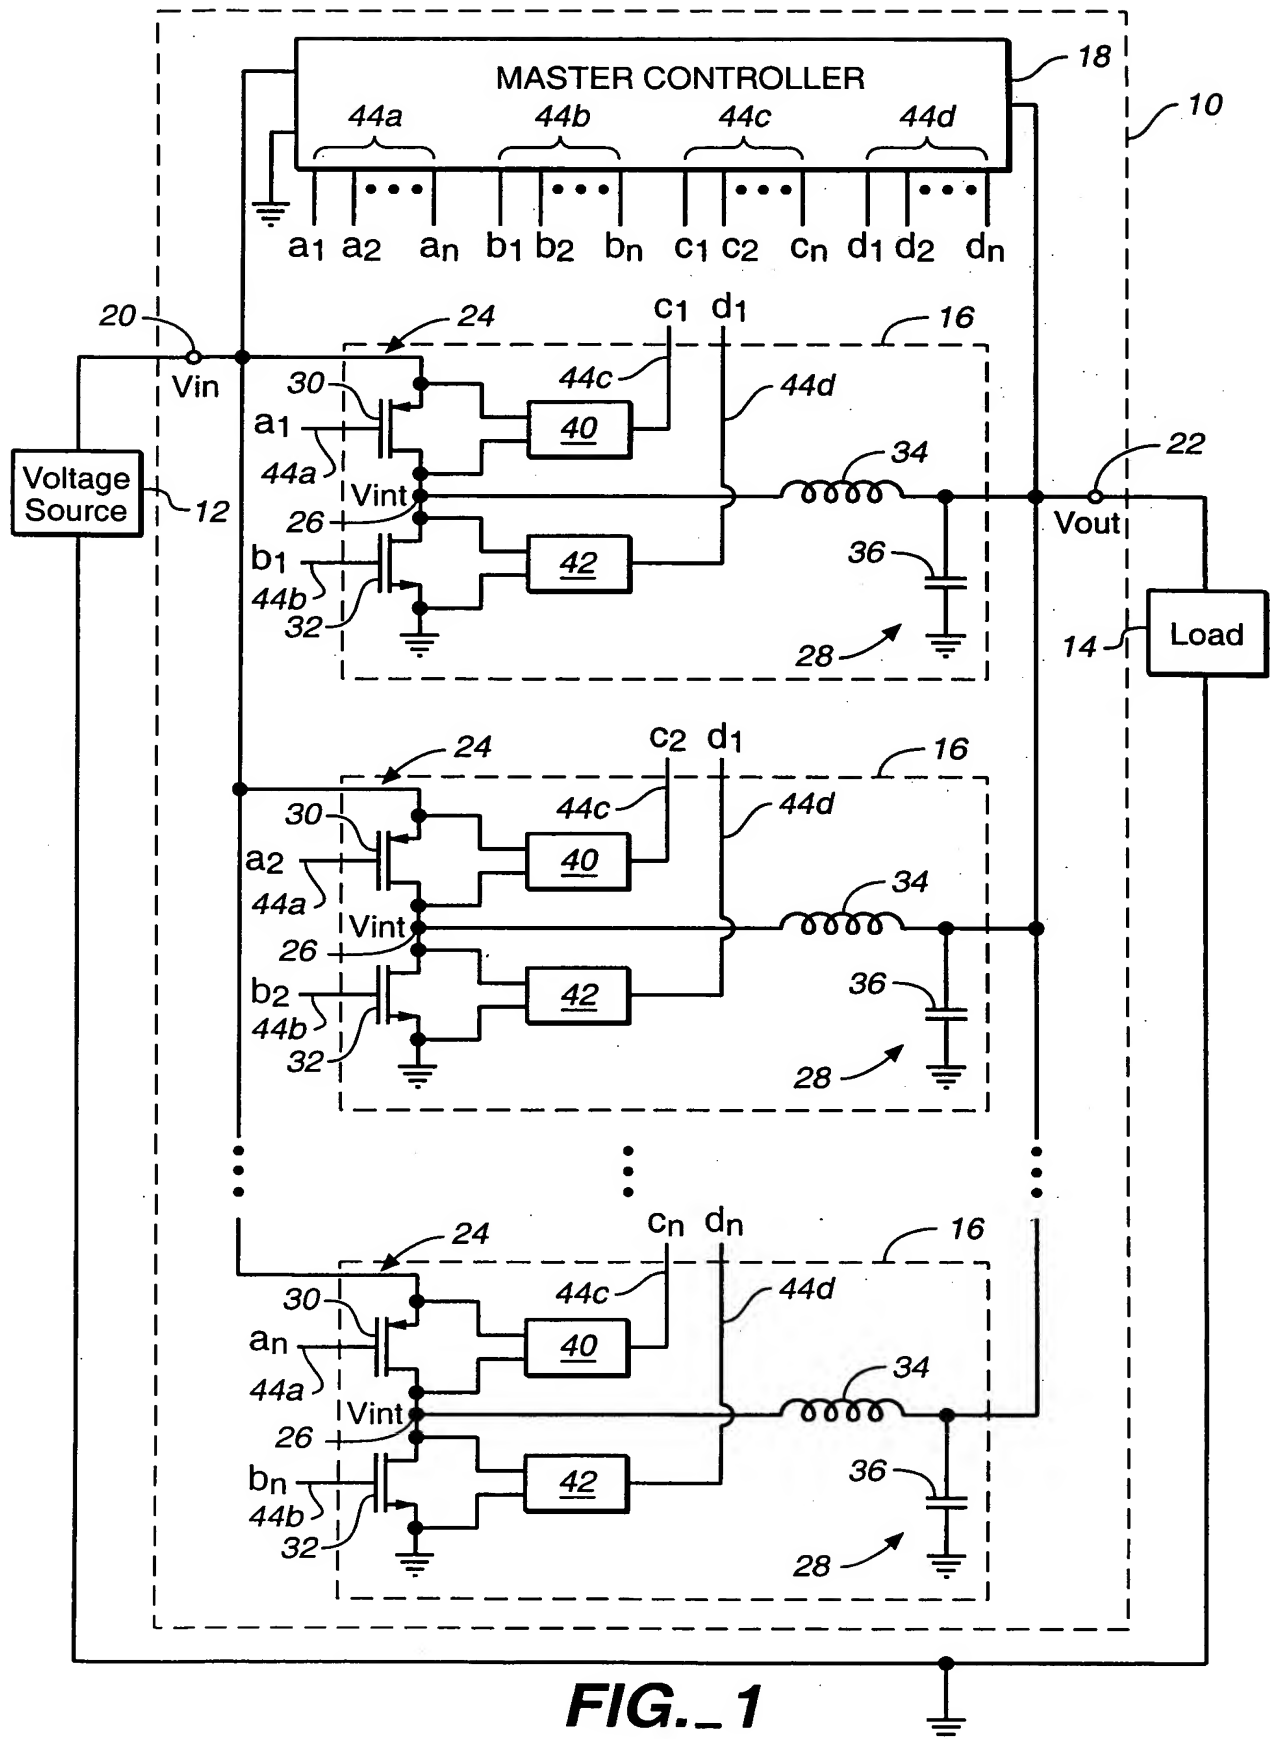 MASTER CONTROLLER
18
44a 44b 44c 44d
10
a1 a2 an b1 b2 bn c1 c2 cn d1 d2 dn
c1 d1
20
24
16
Vin
30
44c
44d
a1
40
44a
34
22
Voltage
Source
12
Vint
26
Vout
b1
42
36
44b
32
28
14
Load
c2 d1
24
16
30
44c
44d
a2
40
44a
34
Vint
26
b2
42
36
44b
32
28
cn dn
24
16
30
44c
44d
an
40
44a
34
Vint
26
bn
42
36
44b
32
28
FIG._1